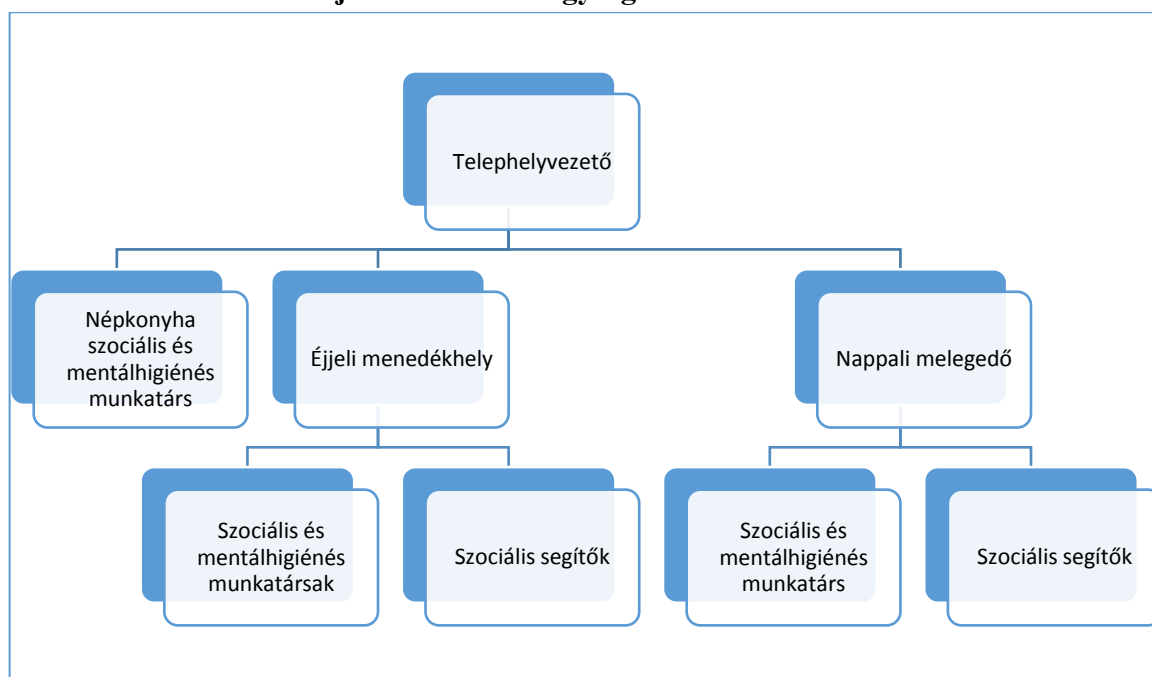 Telephelyvezető
Népkonyha
szociális és
mentálhigiénés
munkatárs
Éjjeli menedékhely
Nappali melegedő
Szociális és
mentálhigiénés
munkatársak
Szociális segítők
Szociális és
mentálhigiénés
munkatárs
Szociális segítők